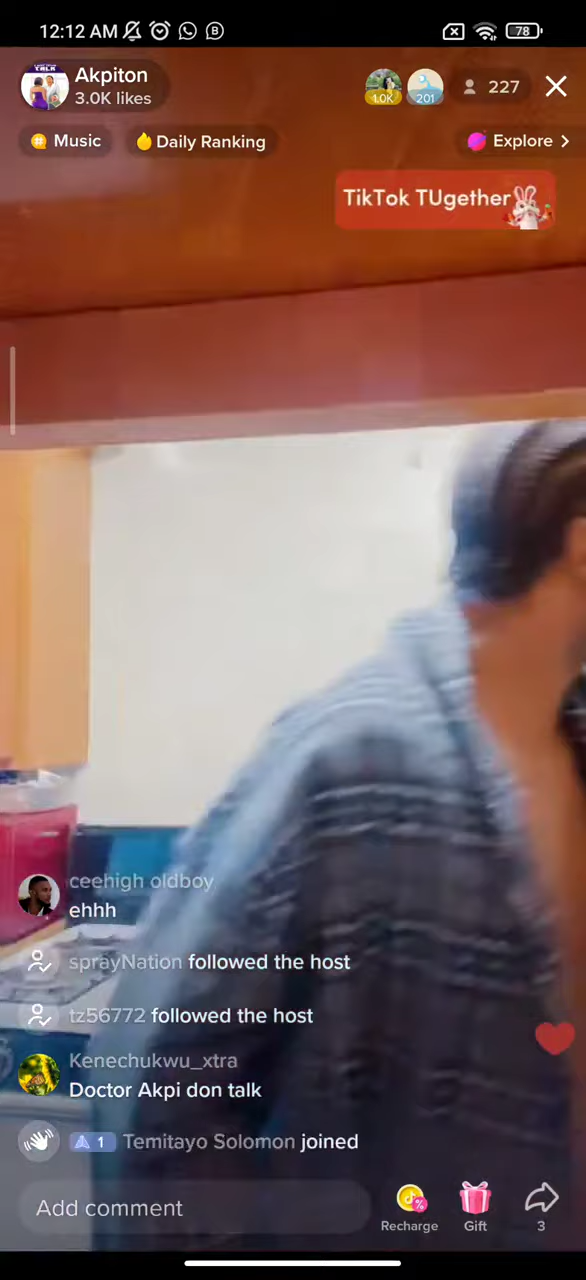 12:12 AM
78
Akpiton
3.0K likes
1.0K
201
227
Music
Daily Ranking
Explore
TikTok TUgether
ceehigh oldboy
ehhh
sprayNation followed the host
tz56772 followed the host
Kenechukwu_xtra
Doctor Akpi don talk
1 Temitayo Solomon joined
Add comment
Recharge
Gift
3